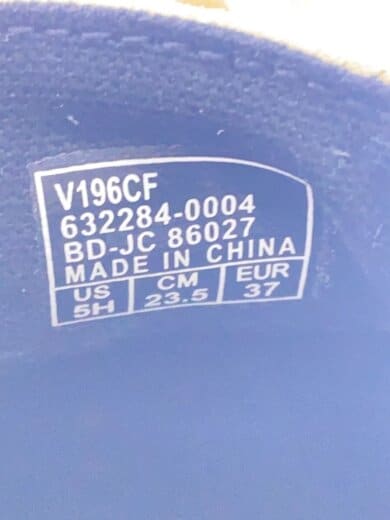 V196CF
632284-0004
BD-JC 86027
MADE IN CHINA
US CM EUR
5H 23.5 37